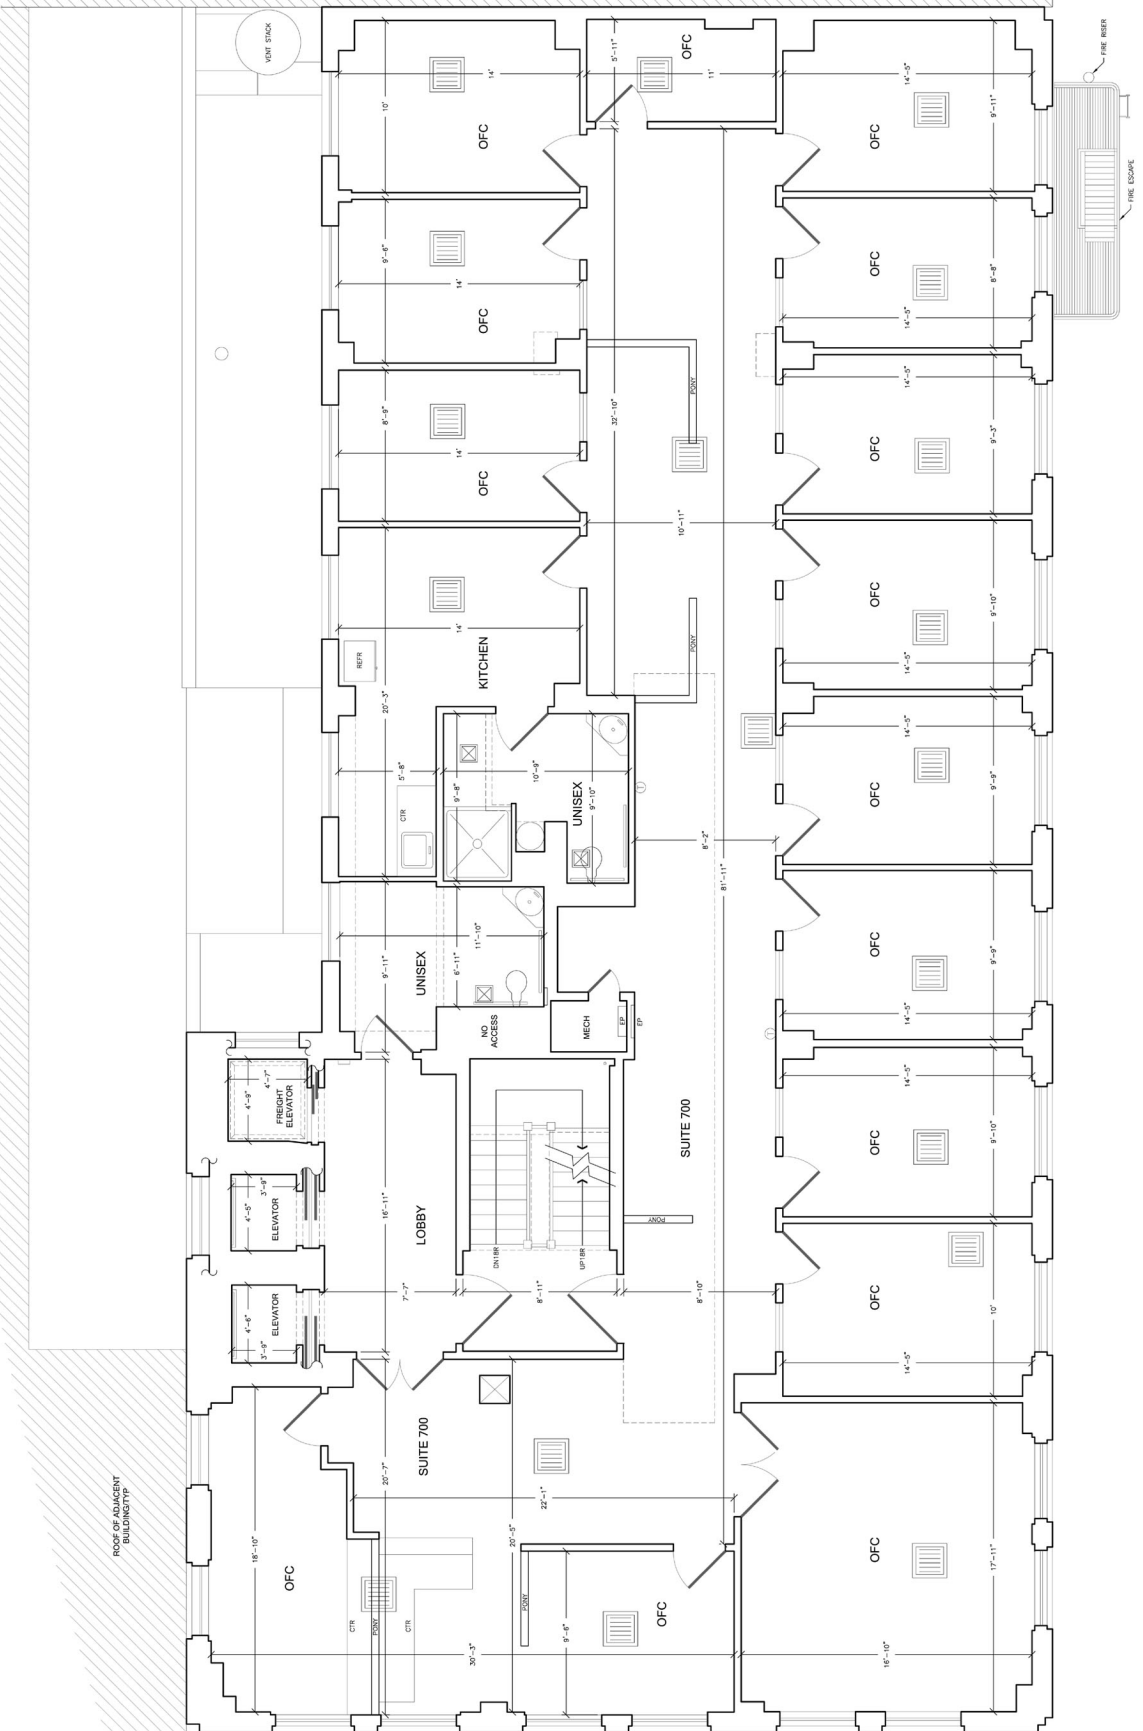 VENT STACK
FIRE RISER
FIRE ESCAPE
OFC
14'
10'
OFC
5'-11"
11'
OFC
14'-5"
9'-11"
OFC
9'-6"
14'
OFC
14'-5"
8'-8"
OFC
8'-9"
14'
32'-10"
PONY
OFC
14'-5"
9'-3"
10'-11"
OFC
14'-5"
9'-10"
KITCHEN
14'
REFR
20'-3"
5'-8"
CTR
PONY
UNISEX
9'-8"
10'-9"
9'-10"
T
8'-2"
81'-11"
OFC
14'-5"
9'-9"
UNISEX
9'-11"
6'-11"
11'-10"
NO
ACCESS
MECH
EP
EP
OFC
14'-5"
9'-9"
T
FREIGHT
ELEVATOR
4'-9"
4'-7"
ELEVATOR
4'-5"
3'-9"
ELEVATOR
4'-6"
3'-9"
LOBBY
16'-11"
7'-7"
DN18R
UP18R
8'-11"
SUITE 700
PONY
8'-10"
OFC
14'-5"
9'-10"
OFC
14'-5"
10'
ROOF OF ADJACENT
BUILDING/TYP
SUITE 700
20'-7"
22'-1"
20'-5"
OFC
18'-10"
CTR
PONY
CTR
30'-3"
PONY
OFC
9'-6"
OFC
17'-11"
16'-10"